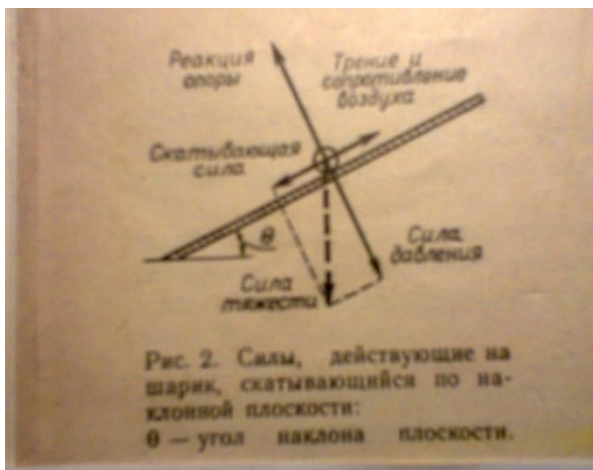 Реакция
опоры
Трение и
сопротивление
воздуха
Скатывающая
сила
θ
Сила
давления
Сила
тяжести
Рис. 2. Силы, действующие на
шарик, скатывающийся по на-
клонной плоскости:
θ — угол наклона плоскости.